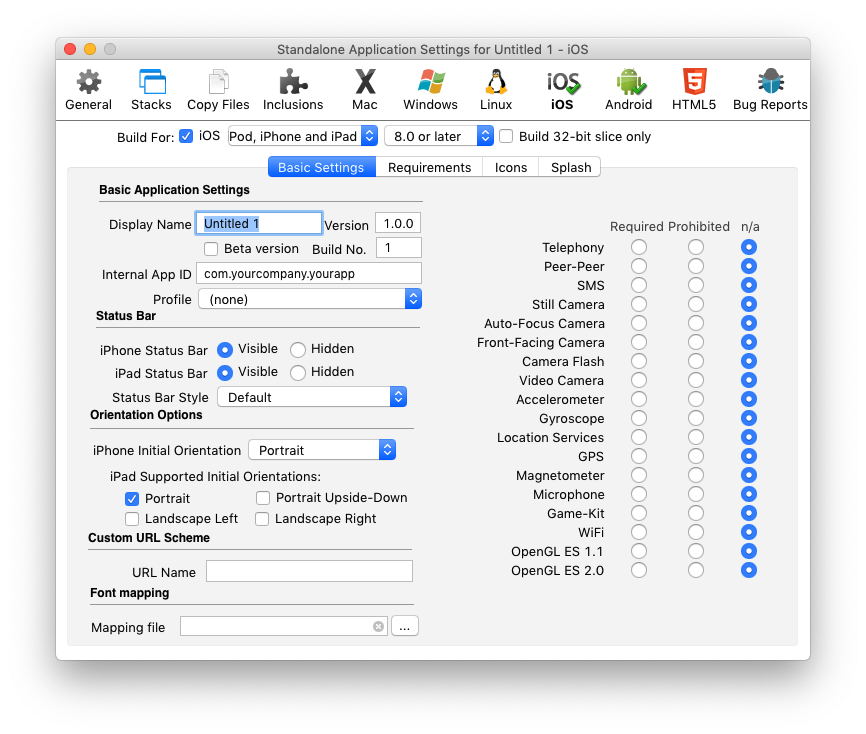 Standalone Application Settings for Untitled 1 - iOS
General Stacks Copy Files Inclusions Mac Windows Linux iOS Android HTML5 Bug Reports
Build For: iOS Pod, iPhone and iPad 8.0 or later Build 32-bit slice only
Basic Settings Requirements Icons Splash
Basic Application Settings
Display Name Untitled 1 Version 1.0.0
Beta version Build No. 1
Internal App ID com.yourcompany.yourapp
Profile (none)
Status Bar
iPhone Status Bar Visible Hidden
iPad Status Bar Visible Hidden
Status Bar Style Default
Orientation Options
iPhone Initial Orientation Portrait
iPad Supported Initial Orientations:
Portrait Portrait Upside-Down
Landscape Left Landscape Right
Custom URL Scheme
URL Name
Font mapping
Mapping file ...
Required Prohibited n/a
Telephony
Peer-Peer
SMS
Still Camera
Auto-Focus Camera
Front-Facing Camera
Camera Flash
Video Camera
Accelerometer
Gyroscope
Location Services
GPS
Magnetometer
Microphone
Game-Kit
WiFi
OpenGL ES 1.1
OpenGL ES 2.0